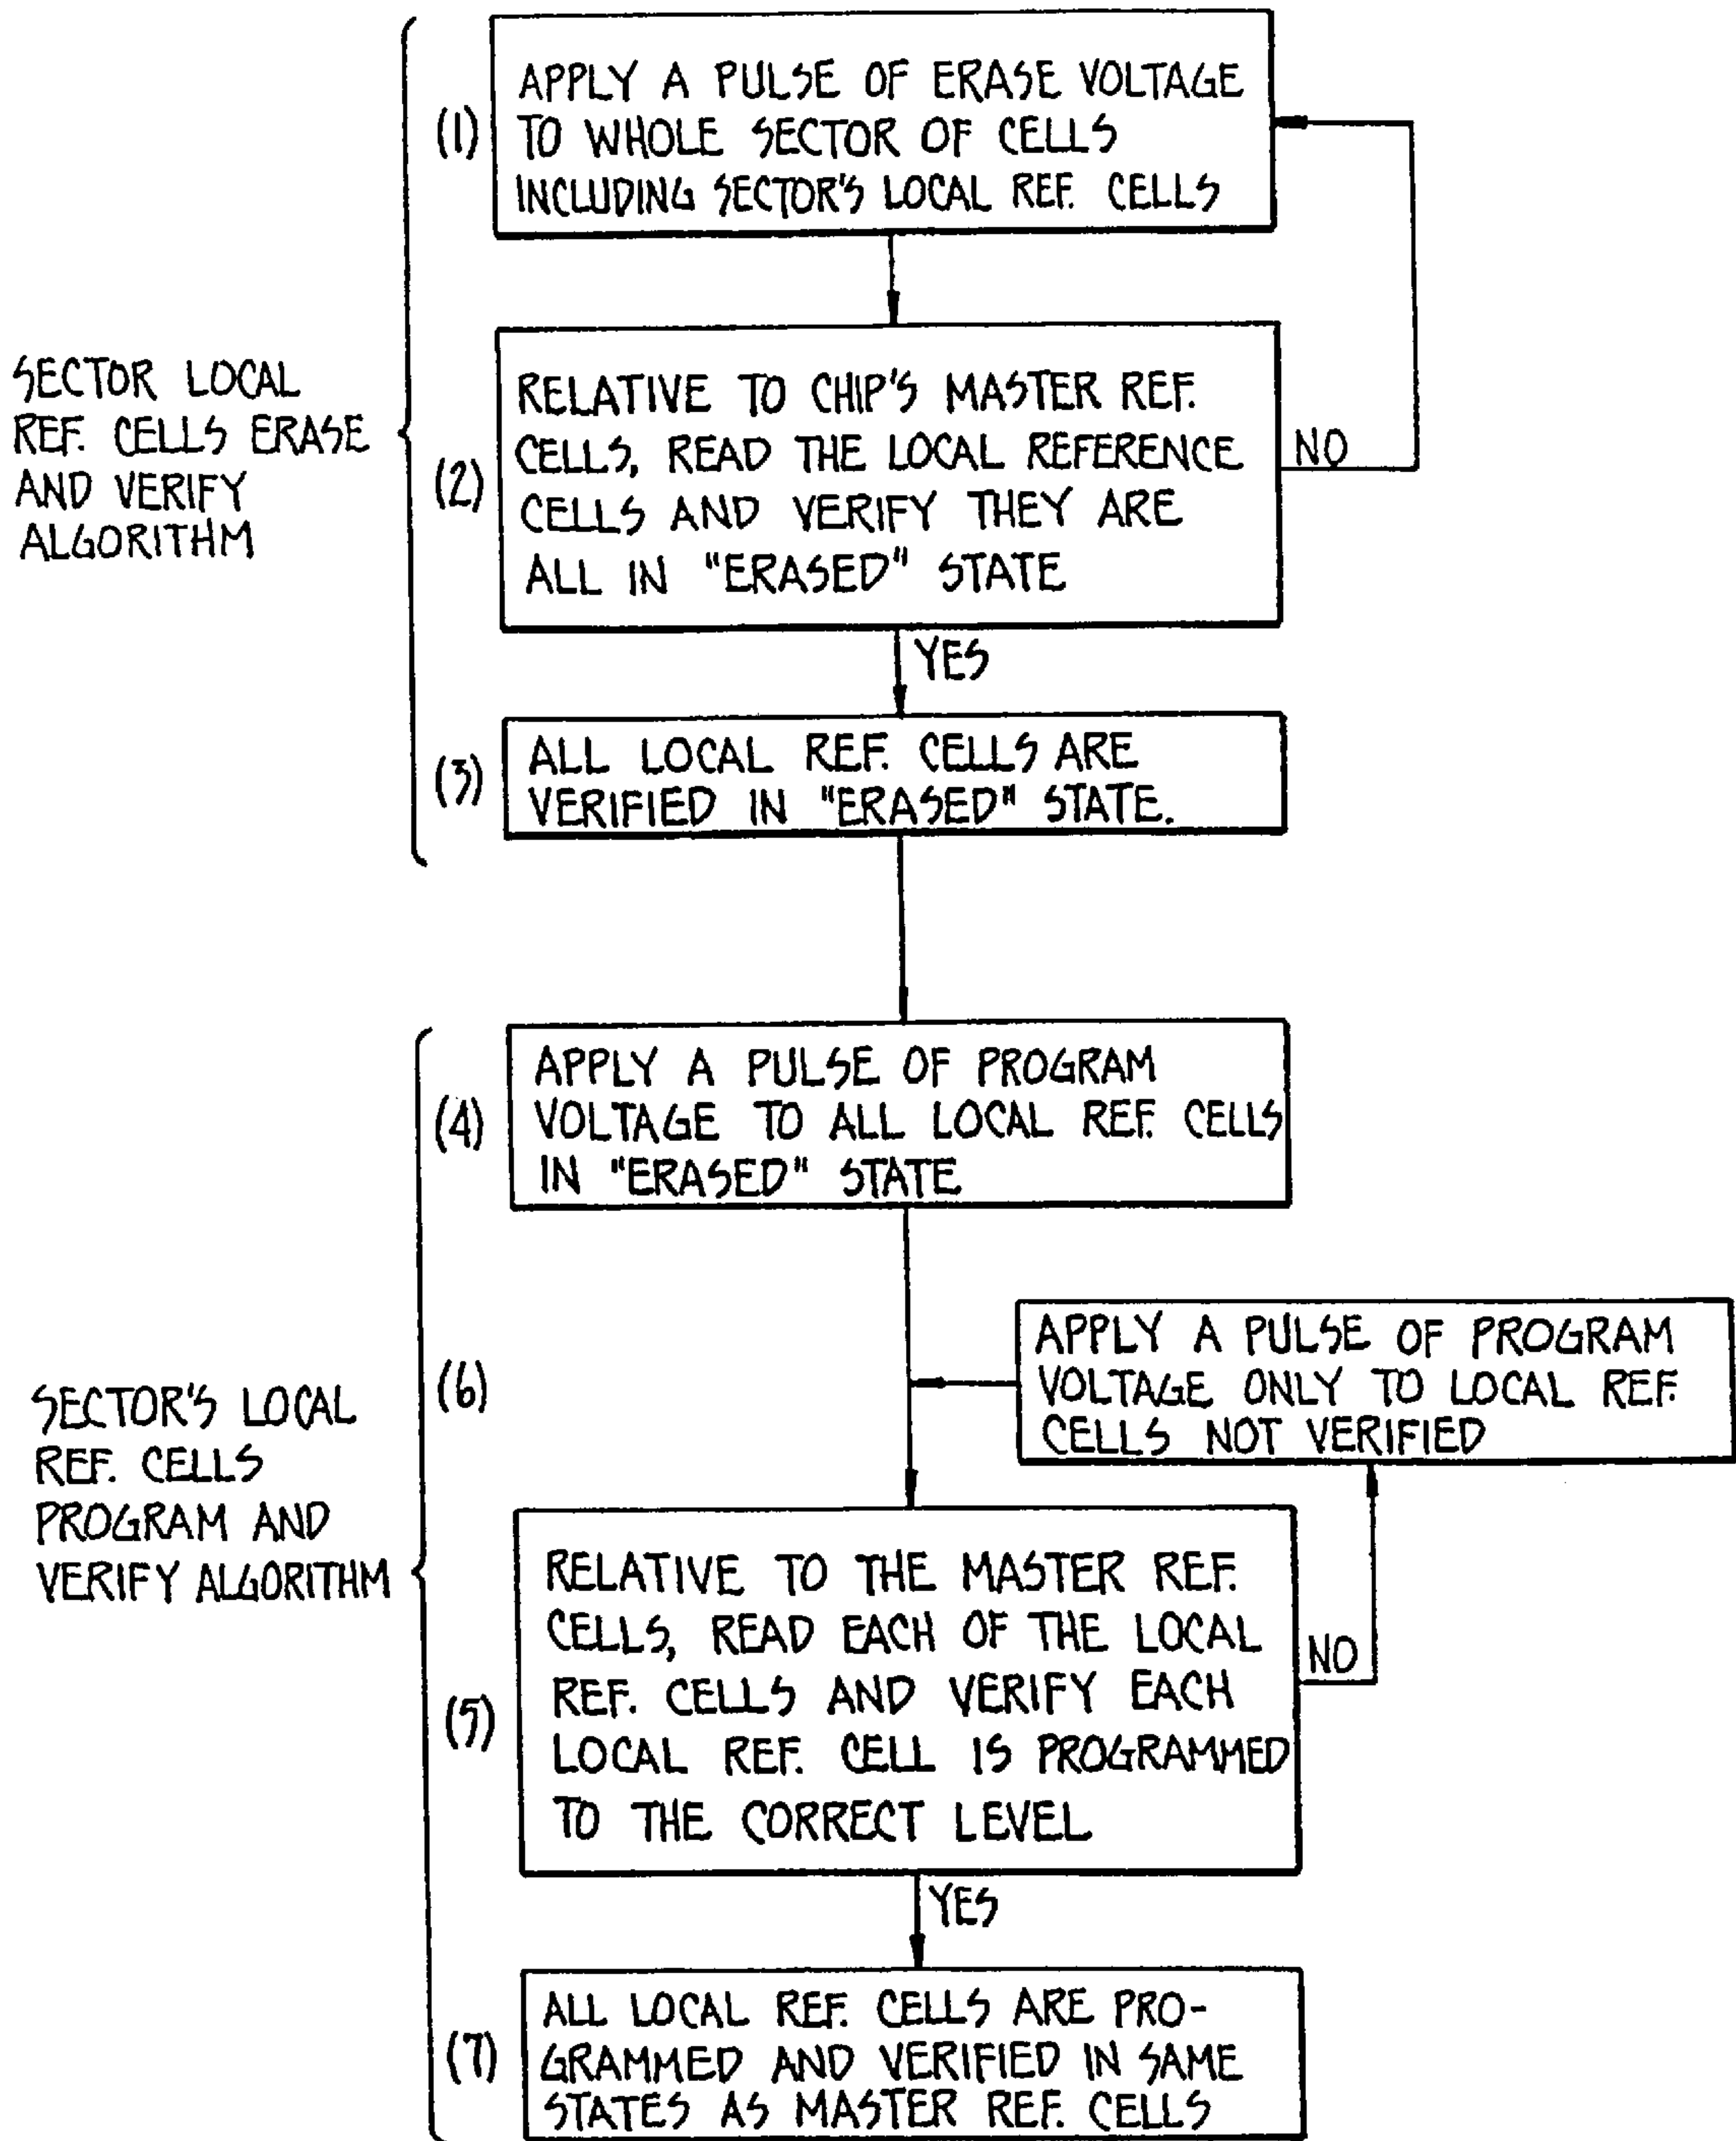 (1)
APPLY A PULSE OF ERASE VOLTAGE
TO WHOLE SECTOR OF CELLS
INCLUDING SECTOR'S LOCAL REF. CELLS
SECTOR LOCAL
REF. CELLS ERASE
AND VERIFY
ALGORITHM
(2)
RELATIVE TO CHIP'S MASTER REF.
CELLS, READ THE LOCAL REFERENCE
CELLS AND VERIFY THEY ARE
ALL IN "ERASED" STATE
NO
YES
(3)
ALL LOCAL REF. CELLS ARE
VERIFIED IN "ERASED" STATE.
(4)
APPLY A PULSE OF PROGRAM
VOLTAGE TO ALL LOCAL REF. CELLS
IN "ERASED" STATE
(6)
APPLY A PULSE OF PROGRAM
VOLTAGE ONLY TO LOCAL REF.
CELLS NOT VERIFIED
SECTOR'S LOCAL
REF. CELLS
PROGRAM AND
VERIFY ALGORITHM
(5)
RELATIVE TO THE MASTER REF.
CELLS, READ EACH OF THE LOCAL
REF. CELLS AND VERIFY EACH
LOCAL REF. CELL IS PROGRAMMED
TO THE CORRECT LEVEL
NO
YES
(7)
ALL LOCAL REF. CELLS ARE PRO-
GRAMMED AND VERIFIED IN SAME
STATES AS MASTER REF. CELLS